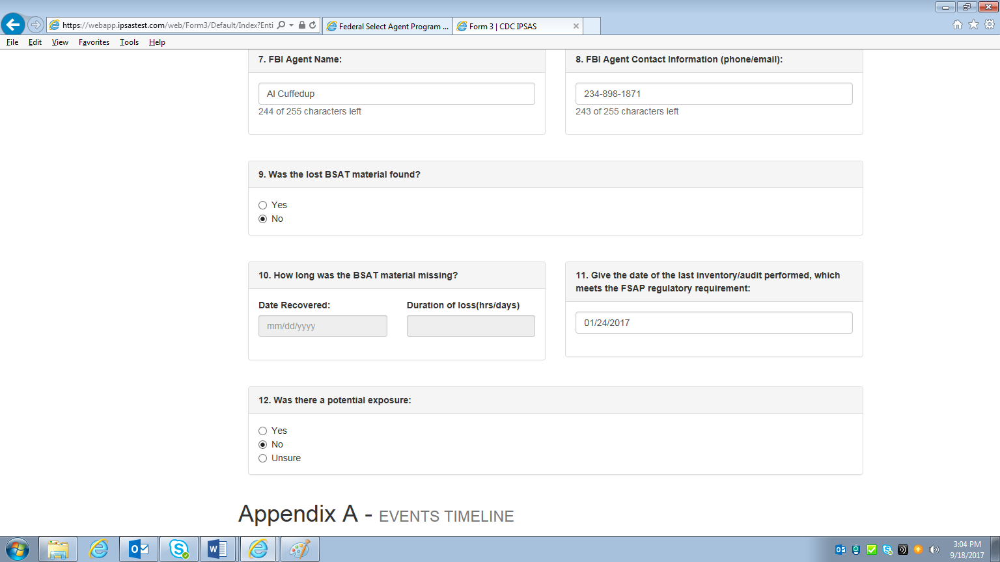 https://webapp.ipsastest.com/web/Form3/Default/Index?Enti
Federal Select Agent Program ...
Form 3 | CDC IPSAS
File Edit View Favorites Tools Help
7. FBI Agent Name:
8. FBI Agent Contact Information (phone/email):
Al Cuffedup
234-898-1871
244 of 255 characters left
243 of 255 characters left
9. Was the lost BSAT material found?
Yes
No
10. How long was the BSAT material missing?
11. Give the date of the last inventory/audit performed, which
meets the FSAP regulatory requirement:
Date Recovered:
Duration of loss(hrs/days)
mm/dd/yyyy
01/24/2017
12. Was there a potential exposure:
Yes
No
Unsure
Appendix A - EVENTS TIMELINE
3:04 PM
9/18/2017